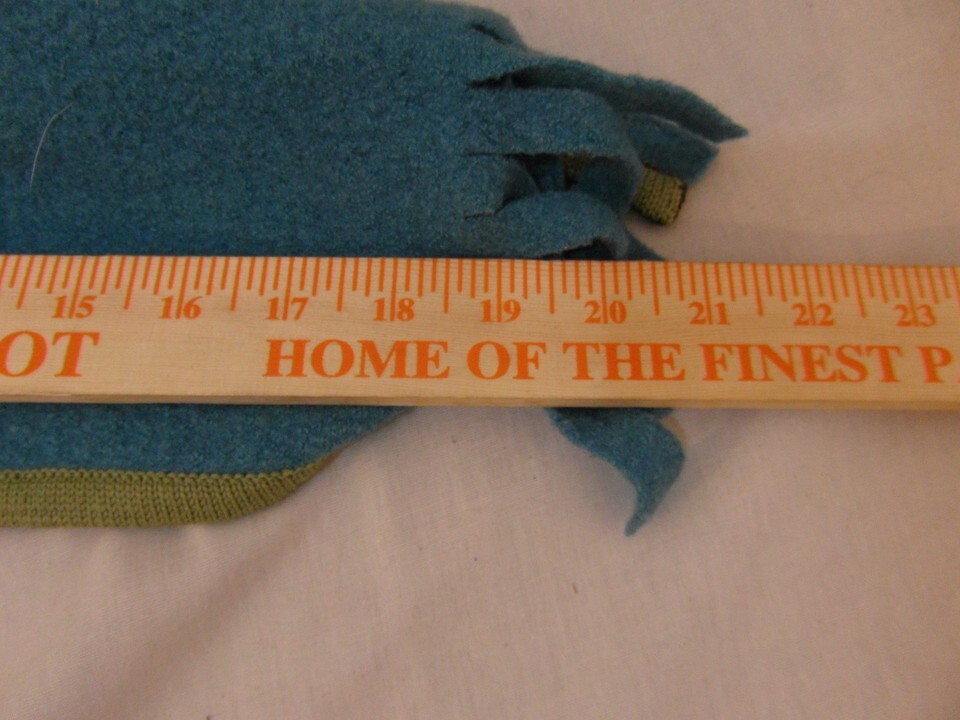 15 16 17 18 19 20 21 22 23
OT HOME OF THE FINEST P